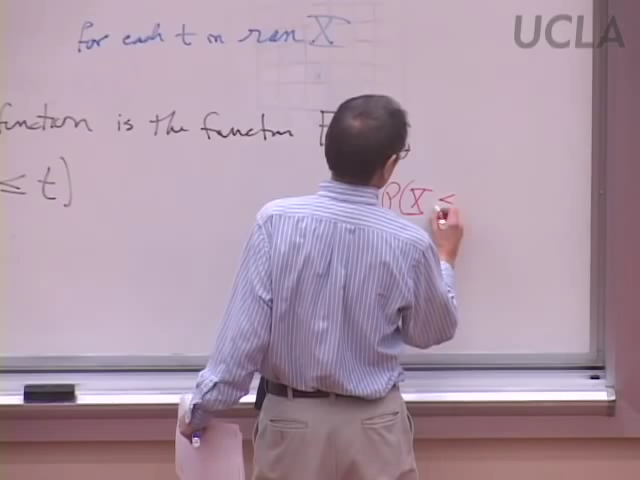 UCLA
for each t in ran X
function is the function F
≤ t)
P(X ≤